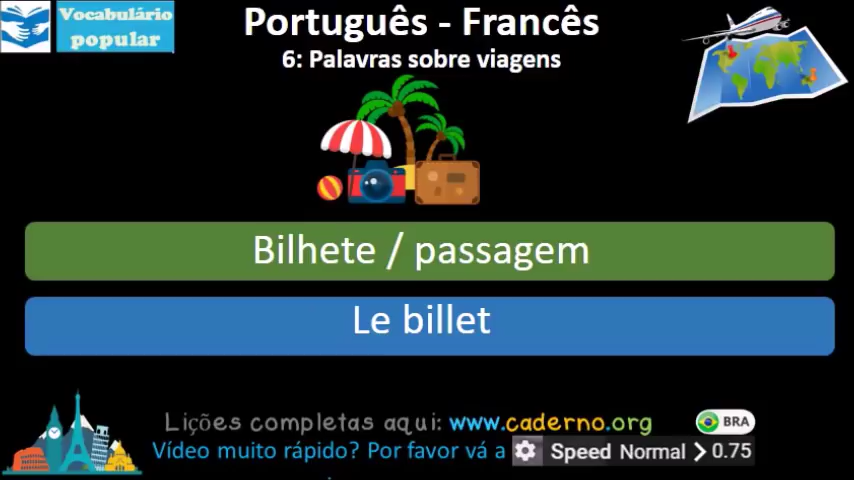 Vocabulário
popular
Português - Francês
6: Palavras sobre viagens
Bilhete / passagem
Le billet
Lições completas aqui: www.caderno.org
BRA
Vídeo muito rápido? Por favor vá a Speed Normal > 0.75